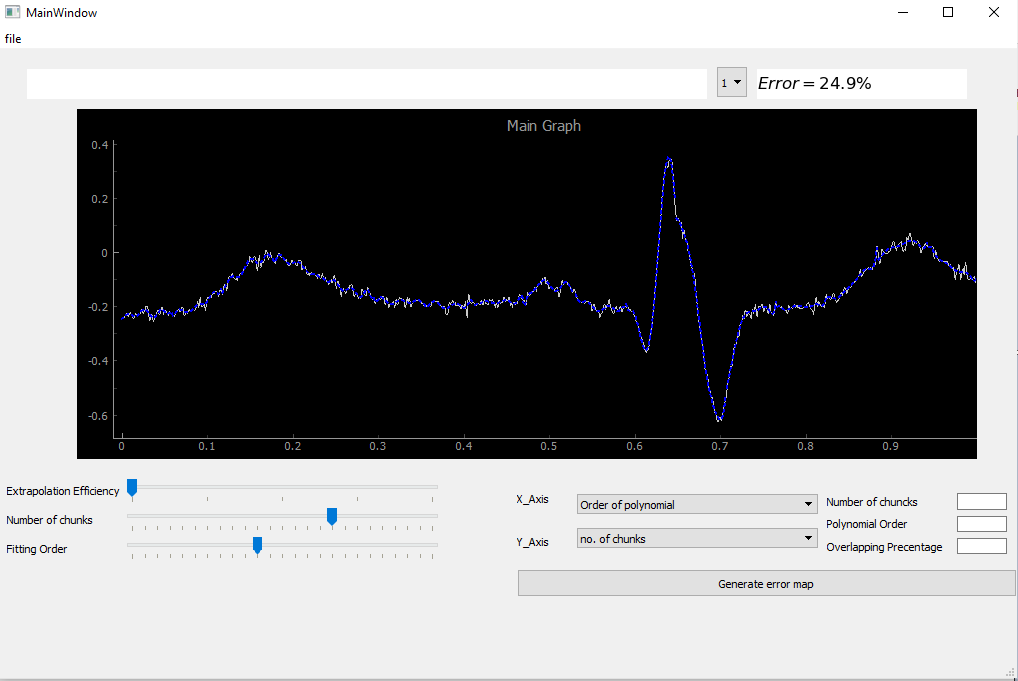 MainWindow
file
1
Error = 24.9%
Main Graph
0.4
0.2
0
-0.2
-0.4
-0.6
0 0.1 0.2 0.3 0.4 0.5 0.6 0.7 0.8 0.9
Extrapolation Efficiency
Number of chunks
Fitting Order
X_Axis
Order of polynomial
Y_Axis
no. of chunks
Number of chuncks
Polynomial Order
Overlapping Precentage
Generate error map